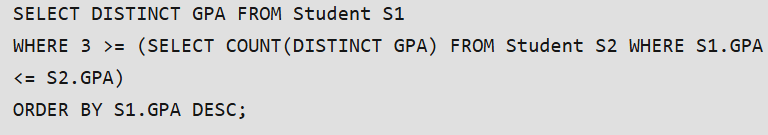 SELECT DISTINCT GPA FROM Student S1
WHERE 3 >= (SELECT COUNT(DISTINCT GPA) FROM Student S2 WHERE S1.GPA
<= S2.GPA)
ORDER BY S1.GPA DESC;